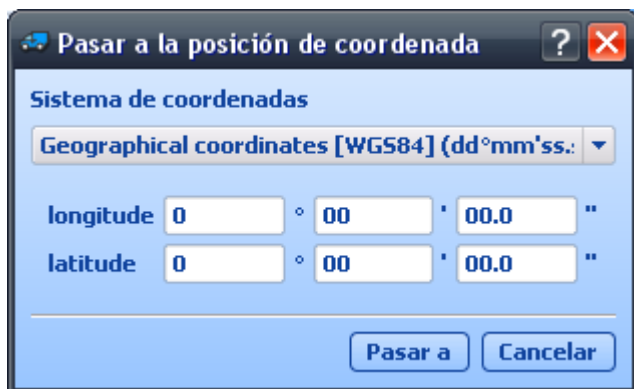 Pasar a la posición de coordenada ?
Sistema de coordenadas
Geographical coordinates [WGS84] (dd°mm'ss.:
longitude 0 ° 00 ' 00.0 "
latitude 0 ° 00 ' 00.0 "
Pasar a Cancelar